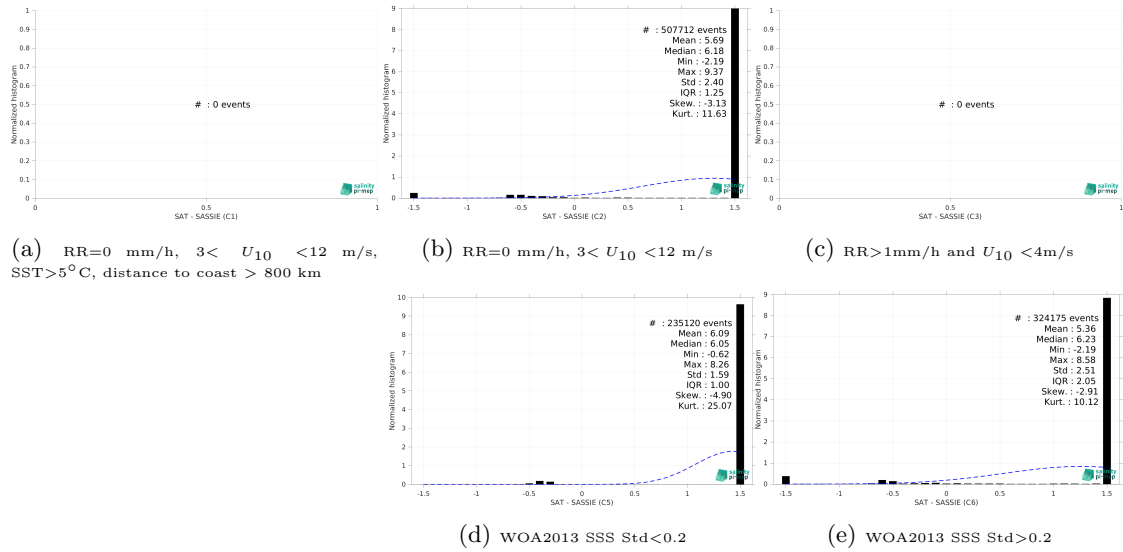 1
0.9
0.8
0.7
0.6
0.5
0.4
0.3
0.2
0.1
0
Normalized histogram
# : 0 events
salinity
pi-mep
0 0.5 1
SAT - SASSIE (C1)
(a) RR=0 mm/h, 3< U10 <12 m/s,
SST>5°C, distance to coast > 800 km
9
8
7
6
5
4
3
2
1
0
Normalized histogram
# : 507712 events
Mean : 5.69
Median : 6.18
Min : -2.19
Max : 9.37
Std : 2.40
IQR : 1.25
Skew. : -3.13
Kurt. : 11.63
salinity
pi-mep
-1.5 -1 -0.5 0 0.5 1 1.5
SAT - SASSIE (C2)
(b) RR=0 mm/h, 3< U10 <12 m/s
1
0.9
0.8
0.7
0.6
0.5
0.4
0.3
0.2
0.1
0
Normalized histogram
# : 0 events
salinity
pi-mep
0 0.5 1
SAT - SASSIE (C3)
(c) RR>1mm/h and U10 <4m/s
10
9
8
7
6
5
4
3
2
1
0
Normalized histogram
# : 235120 events
Mean : 6.09
Median : 6.05
Min : -0.62
Max : 8.26
Std : 1.59
IQR : 1.00
Skew. : -4.90
Kurt. : 25.07
salinity
pi-mep
-1.5 -1 -0.5 0 0.5 1 1.5
SAT - SASSIE (C5)
(d) WOA2013 SSS Std<0.2
9
8
7
6
5
4
3
2
1
0
Normalized histogram
# : 324175 events
Mean : 5.36
Median : 6.23
Min : -2.19
Max : 8.58
Std : 2.51
IQR : 2.05
Skew. : -2.91
Kurt. : 10.12
salinity
pi-mep
-1.5 -1 -0.5 0 0.5 1 1.5
SAT - SASSIE (C6)
(e) WOA2013 SSS Std>0.2